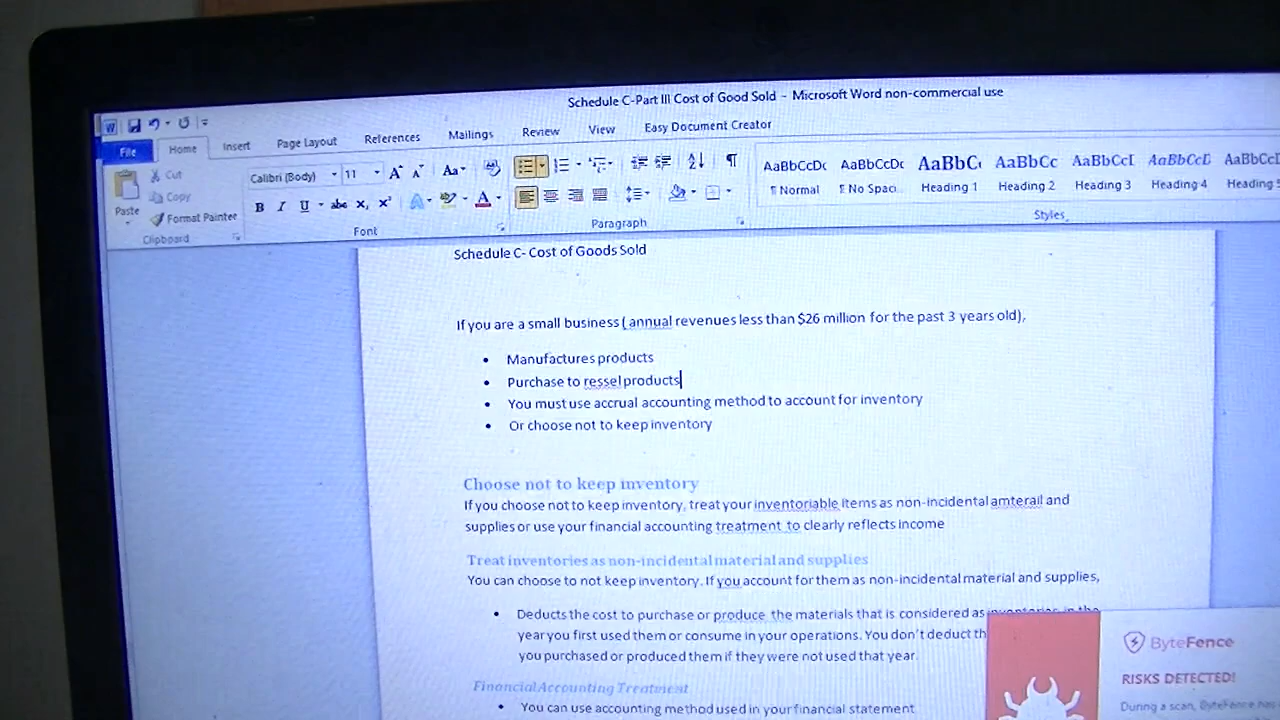 Schedule C-Part III Cost of Good Sold - Microsoft Word non-commercial use
File Home Insert Page Layout References Mailings Review View Easy Document Creator
Cut
Copy
Format Painter
Paste
Clipboard
Calibri (Body) 11
Font
Paragraph
AaBbCcDc AaBbCcDc AaBbC AaBbCc AaBbCcD AaBbCcD AaBbCcD
Normal No Spaci... Heading 1 Heading 2 Heading 3 Heading 4 Heading 5
Styles
Schedule C- Cost of Goods Sold
If you are a small business ( annual revenues less than $26 million for the past 3 years old),
• Manufactures products
• Purchase to ressel products
• You must use accrual accounting method to account for inventory
• Or choose not to keep inventory
Choose not to keep inventory
If you choose not to keep inventory, treat your inventoriable items as non-incidental amterail and
supplies or use your financial accounting treatment to clearly reflects income
Treat inventories as non-incidental material and supplies
You can choose to not keep inventory. If you account for them as non-incidental material and supplies,
• Deducts the cost to purchase or produce the materials that is considered as inventories in the
year you first used them or consume in your operations. You don't deduct th
you purchased or produced them if they were not used that year.
Financial Accounting Treatment
• You can use accounting method used in your financial statement
ByteFence
RISKS DETECTED!
During a scan, ByteFence has